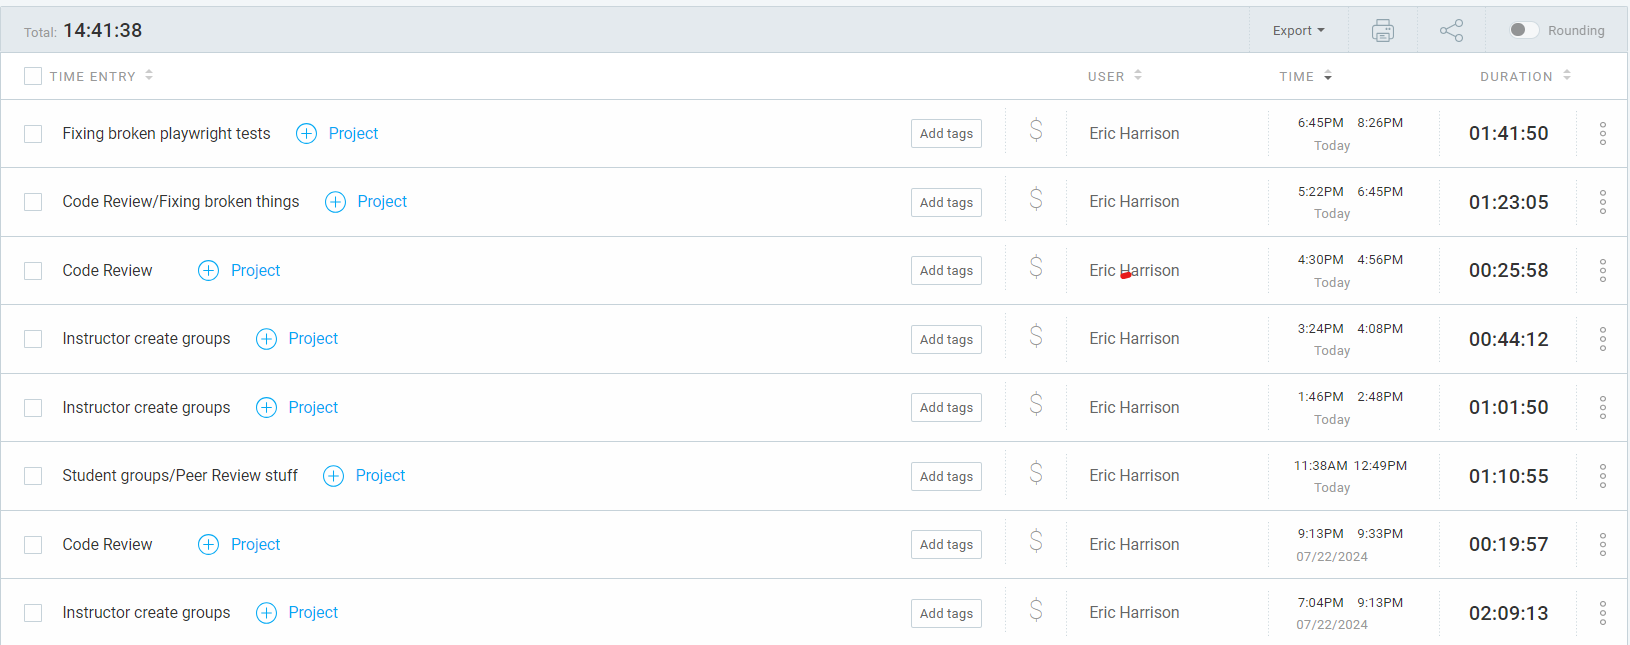 Total: 14:41:38 Export Rounding
TIME ENTRY USER TIME DURATION
Fixing broken playwright tests Project Add tags $ Eric Harrison 6:45PM 8:26PM Today 01:41:50
Code Review/Fixing broken things Project Add tags $ Eric Harrison 5:22PM 6:45PM Today 01:23:05
Code Review Project Add tags $ Eric Harrison 4:30PM 4:56PM Today 00:25:58
Instructor create groups Project Add tags $ Eric Harrison 3:24PM 4:08PM Today 00:44:12
Instructor create groups Project Add tags $ Eric Harrison 1:46PM 2:48PM Today 01:01:50
Student groups/Peer Review stuff Project Add tags $ Eric Harrison 11:38AM 12:49PM Today 01:10:55
Code Review Project Add tags $ Eric Harrison 9:13PM 9:33PM 07/22/2024 00:19:57
Instructor create groups Project Add tags $ Eric Harrison 7:04PM 9:13PM 07/22/2024 02:09:13